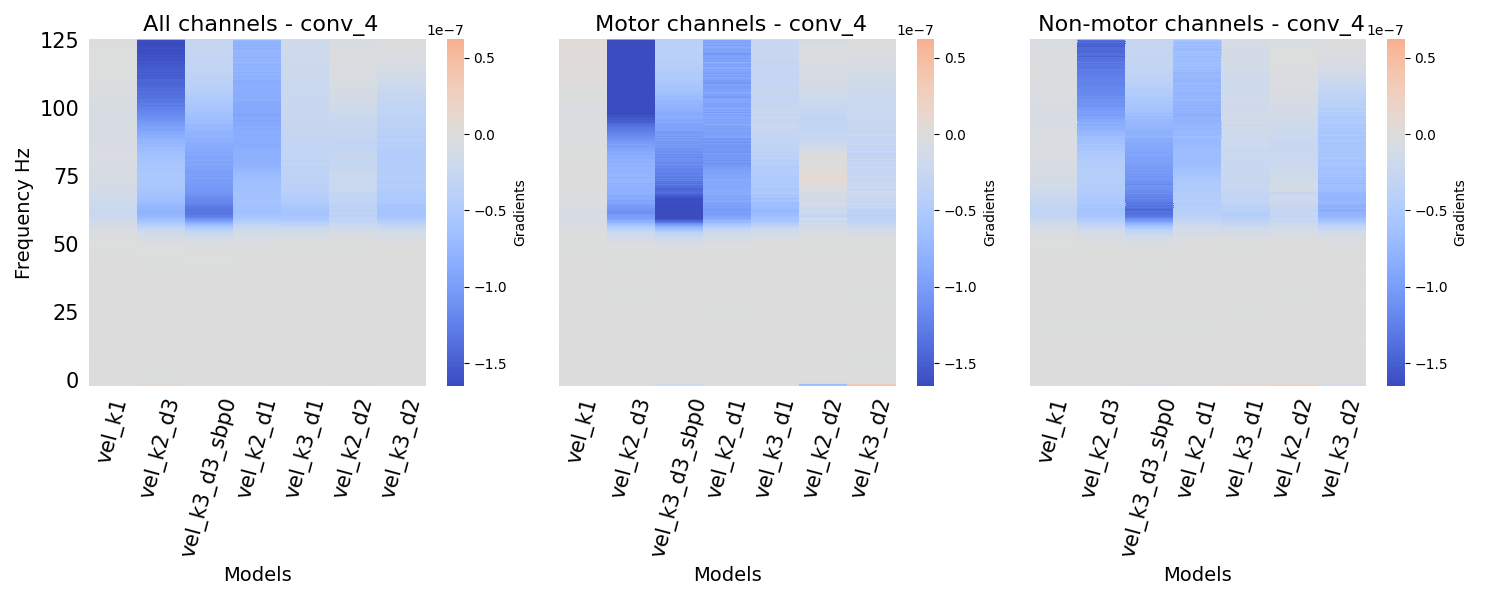 All channels - conv_4
1e−7
Frequency Hz
125
100
75
50
25
0
vel_k1
vel_k2_d3
vel_k3_d3_sbp0
vel_k2_d1
vel_k3_d1
vel_k2_d2
vel_k3_d2
Models
0.5
0.0
−0.5
−1.0
−1.5
Gradients
Motor channels - conv_4
1e−7
vel_k1
vel_k2_d3
vel_k3_d3_sbp0
vel_k2_d1
vel_k3_d1
vel_k2_d2
vel_k3_d2
Models
0.5
0.0
−0.5
−1.0
−1.5
Gradients
Non-motor channels - conv_4
1e−7
vel_k1
vel_k2_d3
vel_k3_d3_sbp0
vel_k2_d1
vel_k3_d1
vel_k2_d2
vel_k3_d2
Models
0.5
0.0
−0.5
−1.0
−1.5
Gradients